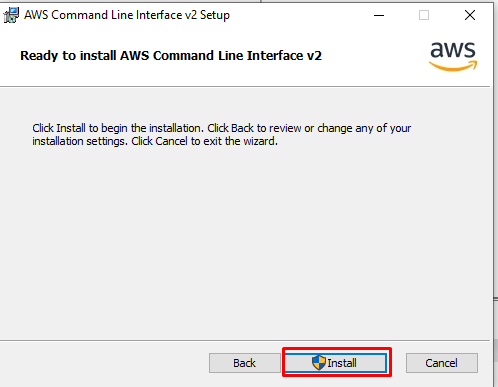 AWS Command Line Interface v2 Setup
Ready to install AWS Command Line Interface v2
aws
Click Install to begin the installation. Click Back to review or change any of your
installation settings. Click Cancel to exit the wizard.
Back
Install
Cancel